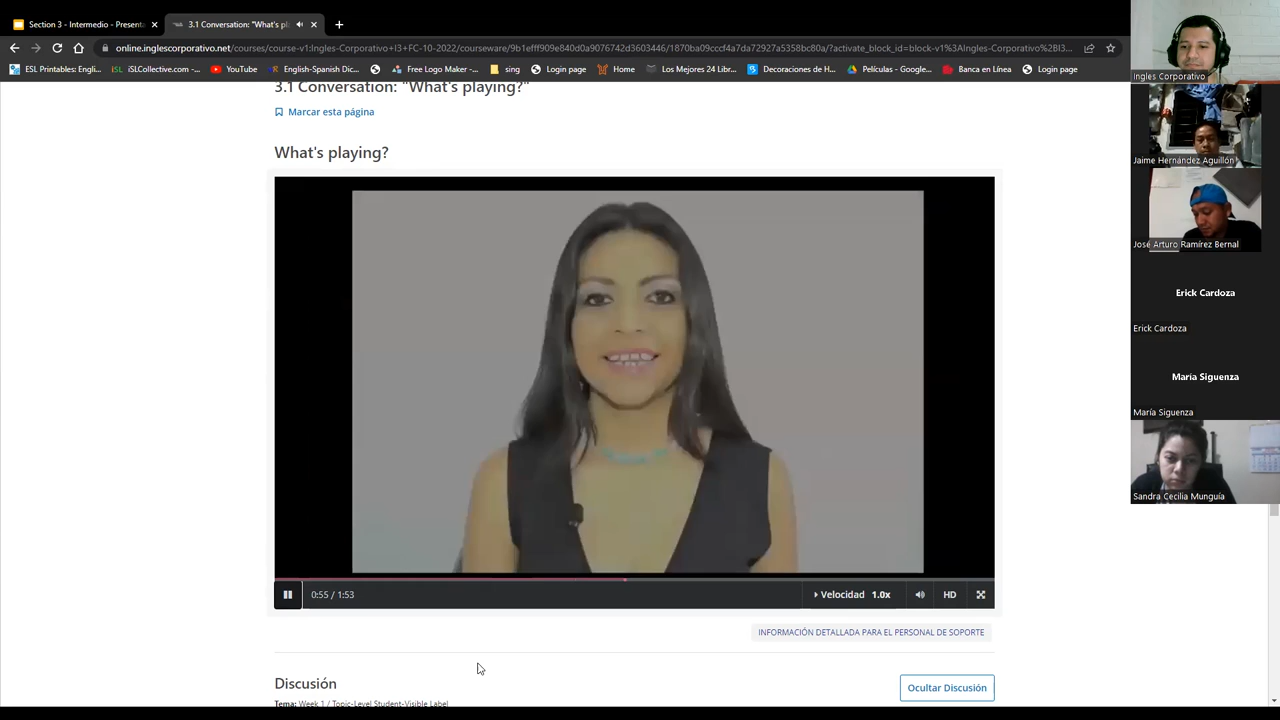 Section 3 - Intermedio - Presenta
3.1 Conversation: "What's pl
online.inglescorporativo.net/courses/course-v1:Ingles-Corporativo+I3+FC-10-2022/courseware/9b1efff909e840d0a9076742d3603446/1870ba09cccf4a7da72927a5358bc80a/?activate_block_id=block-v1%3AIngles-Corporativo%2BI3...
ESL Printables: Engli...
iSLCollective.com -...
YouTube
English-Spanish Dic...
Free Logo Maker -...
sing
Login page
Home
Los Mejores 24 Libr...
Decoraciones de H...
Películas - Google...
Banca en Línea
Login page
3.1 Conversation: "What's playing?"
Marcar esta página
What's playing?
0:55 / 1:53
Velocidad 1.0x
HD
INFORMACIÓN DETALLADA PARA EL PERSONAL DE SOPORTE
Discusión
Ocultar Discusión
Tema: Week 1 / Topic-Level Student-Visible Label
Ingles Corporativo
Jaime Hernández Aguillón
José Arturo Ramírez Bernal
Erick Cardoza
Erick Cardoza
Maria Siguenza
María Siguenza
Sandra Cecilia Munguía